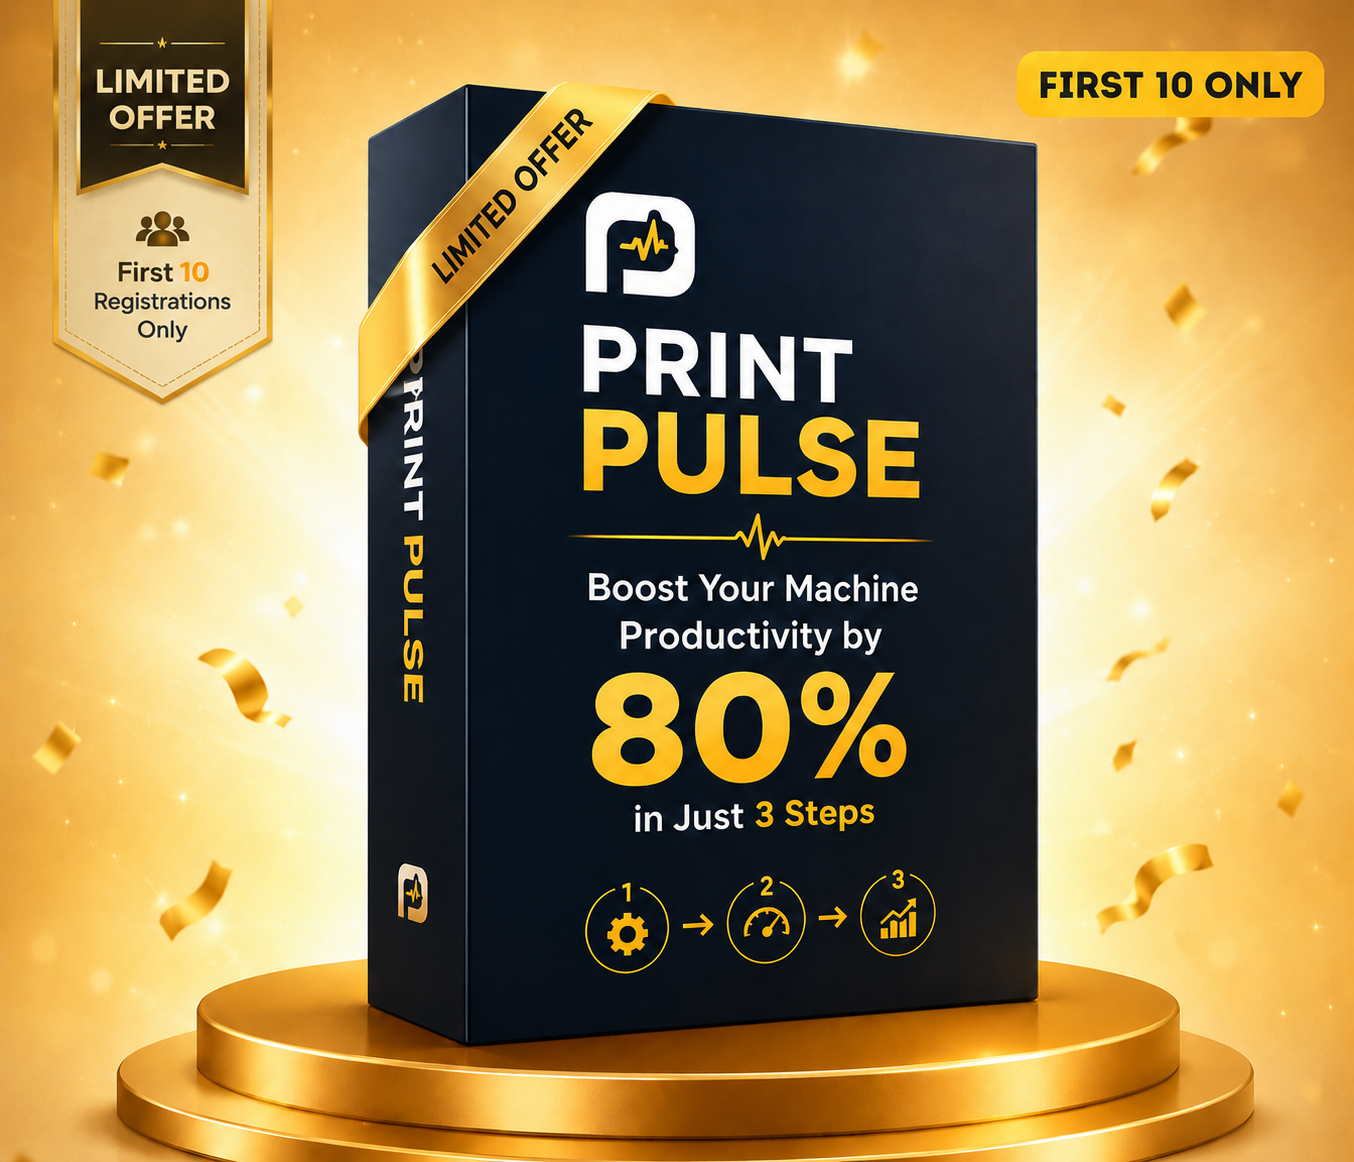 LIMITED
OFFER
First 10
Registrations
Only
FIRST 10 ONLY
LIMITED OFFER
PRINT
PULSE
Boost Your Machine
Productivity by
80%
in Just 3 Steps
1
2
3
PRINT PULSE